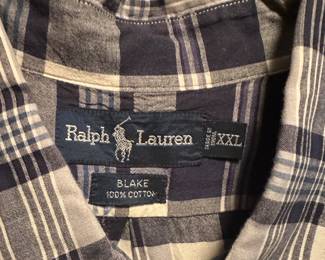 Ralph Lauren
XXL
BLAKE
100% COTTON